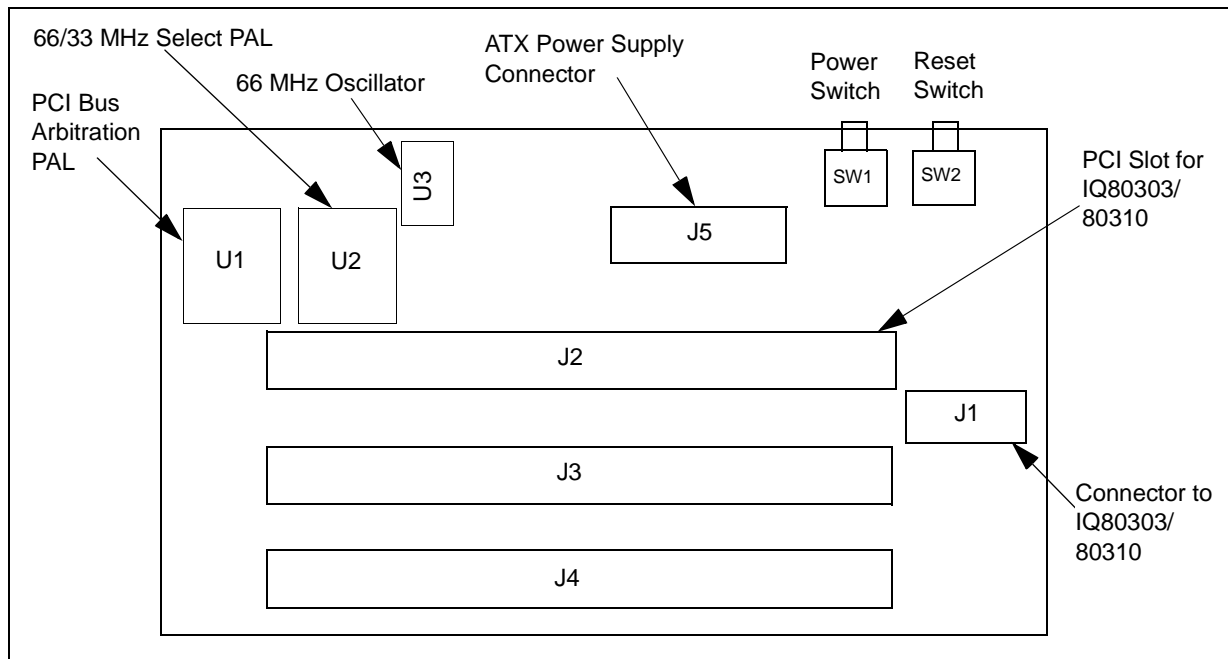 66/33 MHz Select PAL
66 MHz Oscillator
PCI Bus
Arbitration
PAL
ATX Power Supply
Connector
Power
Switch
Reset
Switch
PCI Slot for
IQ80303/
80310
U3
SW1
SW2
U1
U2
J5
J2
J1
J3
Connector to
IQ80303/
80310
J4